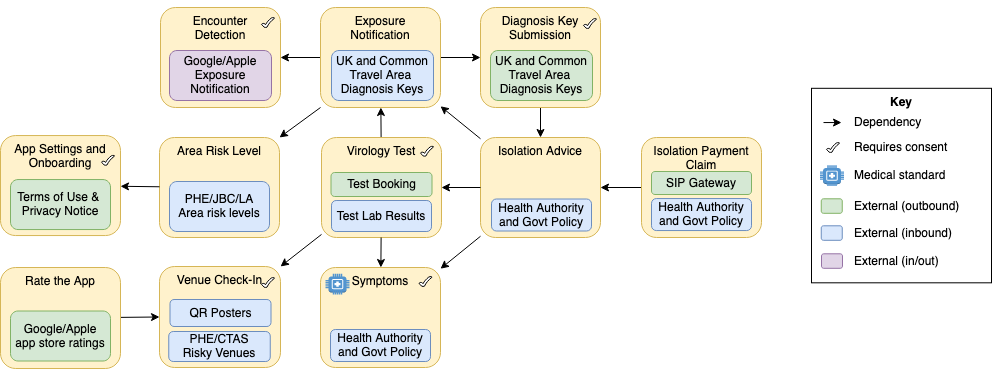 Encounter
Detection
Google/Apple
Exposure
Notification
Exposure
Notification
UK and Common
Travel Area
Diagnosis Keys
Diagnosis Key
Submission
UK and Common
Travel Area
Diagnosis Keys
App Settings and
Onboarding
Terms of Use &
Privacy Notice
Area Risk Level
PHE/JBC/LA
Area risk levels
Virology Test
Test Booking
Test Lab Results
Isolation Advice
Health Authority
and Govt Policy
Isolation Payment
Claim
SIP Gateway
Health Authority
and Govt Policy
Rate the App
Google/Apple
app store ratings
Venue Check-In
QR Posters
PHE/CTAS
Risky Venues
Symptoms
Health Authority
and Govt Policy
Key
Dependency
Requires consent
Medical standard
External (outbound)
External (inbound)
External (in/out)